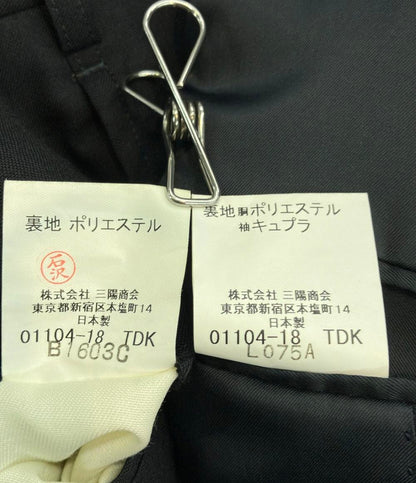 裏地 ポリエステル
石沢
株式会社 三陽商会
東京都新宿区本塩町14
日本製
01104-18 TDK
B1603C
裏地 胴 ポリエステル
袖 キュプラ
株式会社 三陽商会
東京都新宿区本塩町14
日本製
01104-18 TDK
L075A